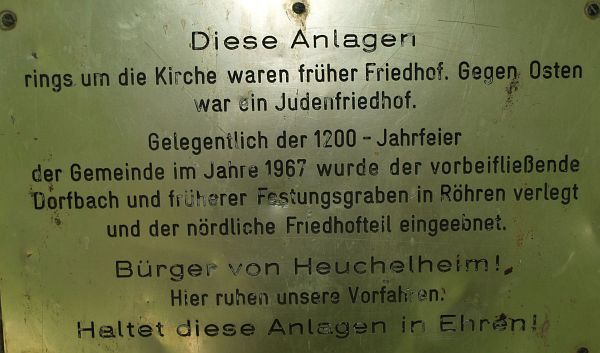 Diese Anlagen
rings um die Kirche waren früher Friedhof. Gegen Osten
war ein Judenfriedhof.
Gelegentlich der 1200 - Jahrfeier
der Gemeinde im Jahre 1967 wurde der vorbeifließende
Dorfbach und früherer Festungsgraben in Röhren verlegt
und der nördliche Friedhofteil eingeebnet.
Bürger von Heuchelheim!
Hier ruhen unsere Vorfahren.
Haltet diese Anlagen in Ehren!